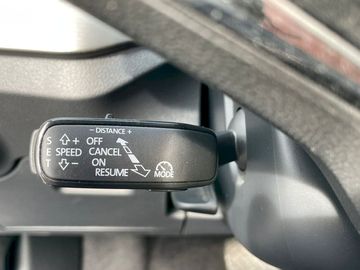 - DISTANCE +
S + OFF
E SPEED CANCEL
T - ON
RESUME
MODE